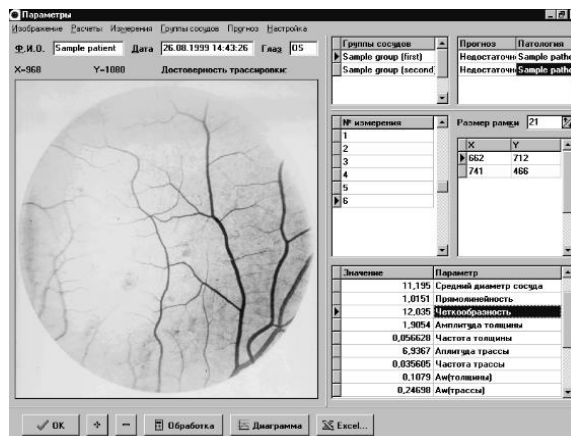 Параметры
Изображение Расчеты Измерения Группы сосудов Прогноз Настройка
Ф.И.О. Sample patient Дата 26.08.1999 14:43:26 Глаз OS
X=968 Y=1080 Достоверность трассировки:
Группы сосудов
Sample group (first)
Sample group (second
Прогноз Патология
Недостаточн Sample patho
Недостаточн Sample patho
№ измерения
1
2
3
4
5
6
Размер рамки 21
X Y
662 712
741 466
Значение Параметр
11,195 Средний диаметр сосуда
1,0151 Прямолинейность
12,035 Четкообразность
1,9054 Амплитуда толщины
0,056628 Частота толщины
6,9367 Аплитуда трассы
0,035605 Частота трассы
0,1079 Aw(толщины)
0,24698 Aw(трассы)
OK + − Обработка Диаграмма Excel...